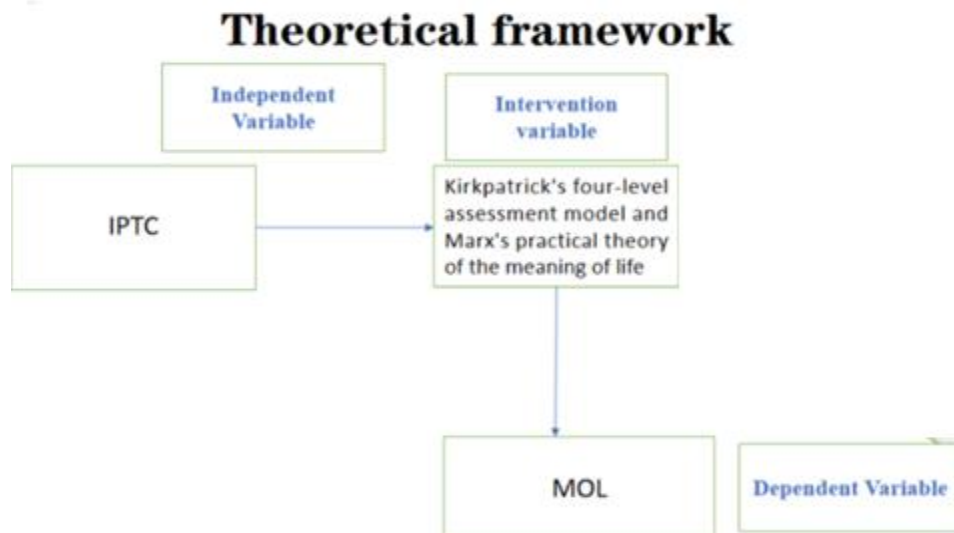 Theoretical framework
Independent
Variable
Intervention
variable
IPTC
Kirkpatrick's four-level
assessment model and
Marx's practical theory
of the meaning of life
MOL
Dependent Variable